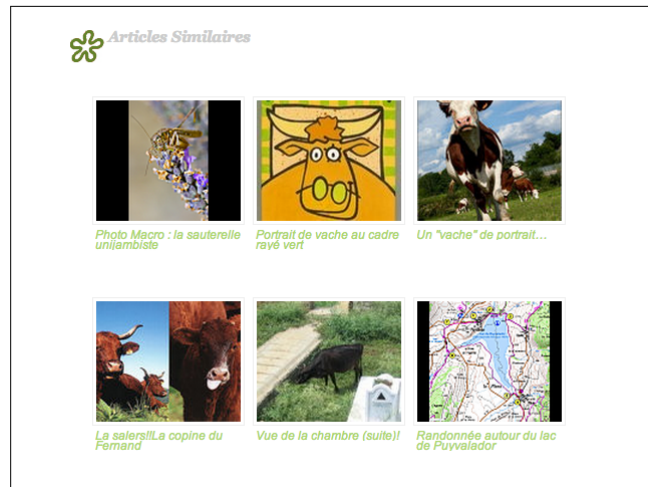 Articles Similaires
Photo Macro : la sauterelle
unijambiste
Portrait de vache au cadre
rayé vert
Un "vache" de portrait...
La salers!!La copine du
Fernand
Vue de la chambre (suite)!
Randonnée autour du lac
de Puyvalador